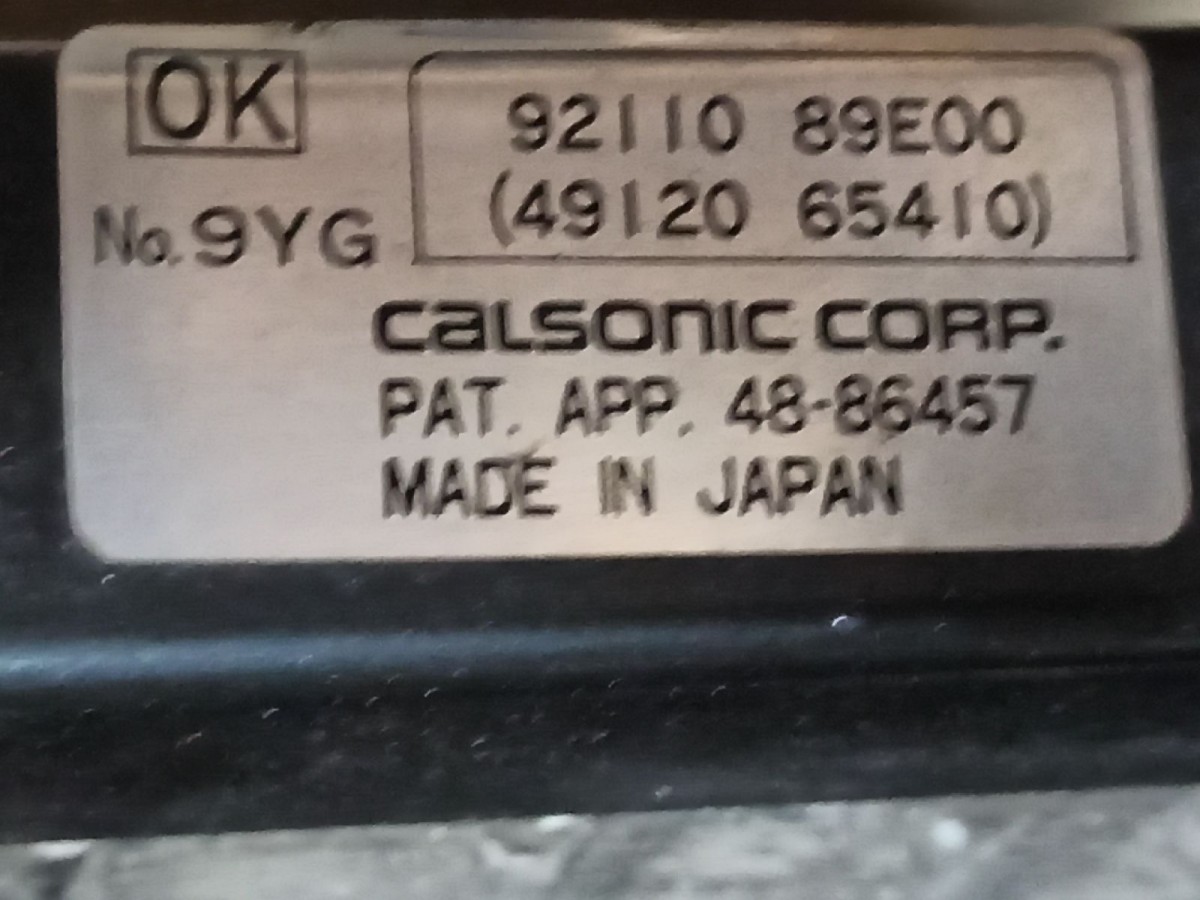 OK
92110 89E00
(49120 65410)
No. 9YG
CALSONIC CORP.
PAT. APP. 48-86457
MADE IN JAPAN